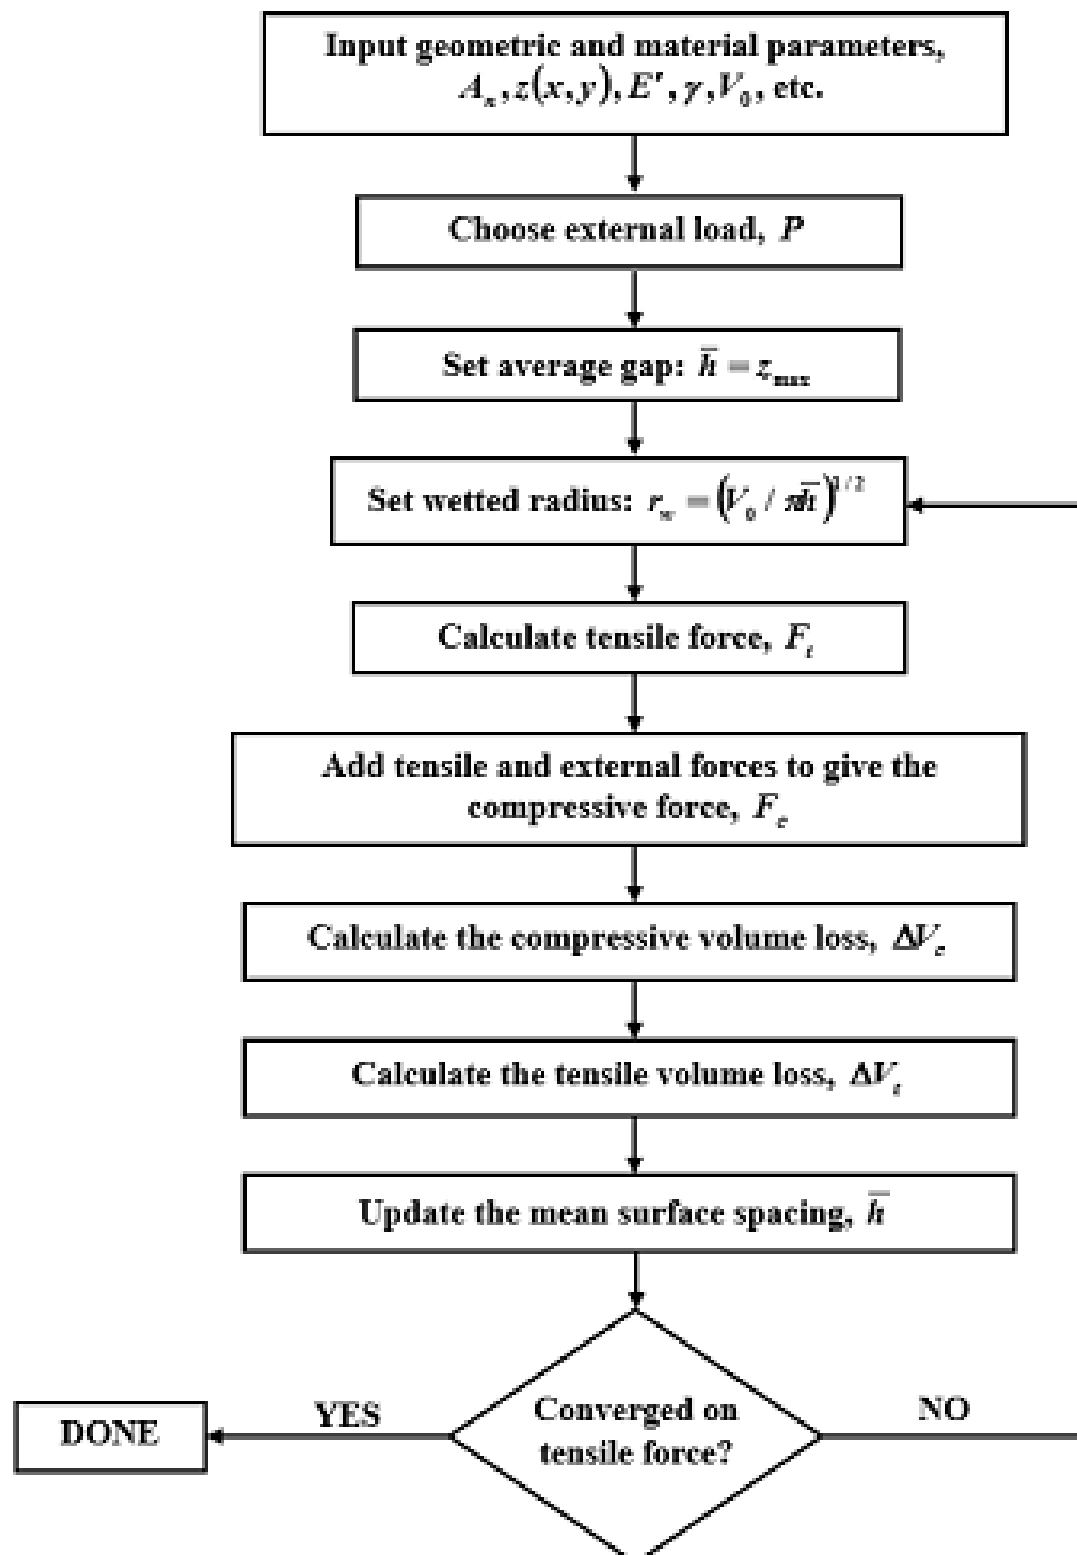 Input geometric and material parameters,
Aₙ, z(x, y), E', γ, V₀, etc.
Choose external load, P
Set average gap: h̄ = z_max
Set wetted radius: r_w = (V₀ / πh̄)^1/2
Calculate tensile force, F_t
Add tensile and external forces to give the
compressive force, F_c
Calculate the compressive volume loss, ΔV_c
Calculate the tensile volume loss, ΔV_t
Update the mean surface spacing, h̄
Converged on
tensile force?
YES
NO
DONE